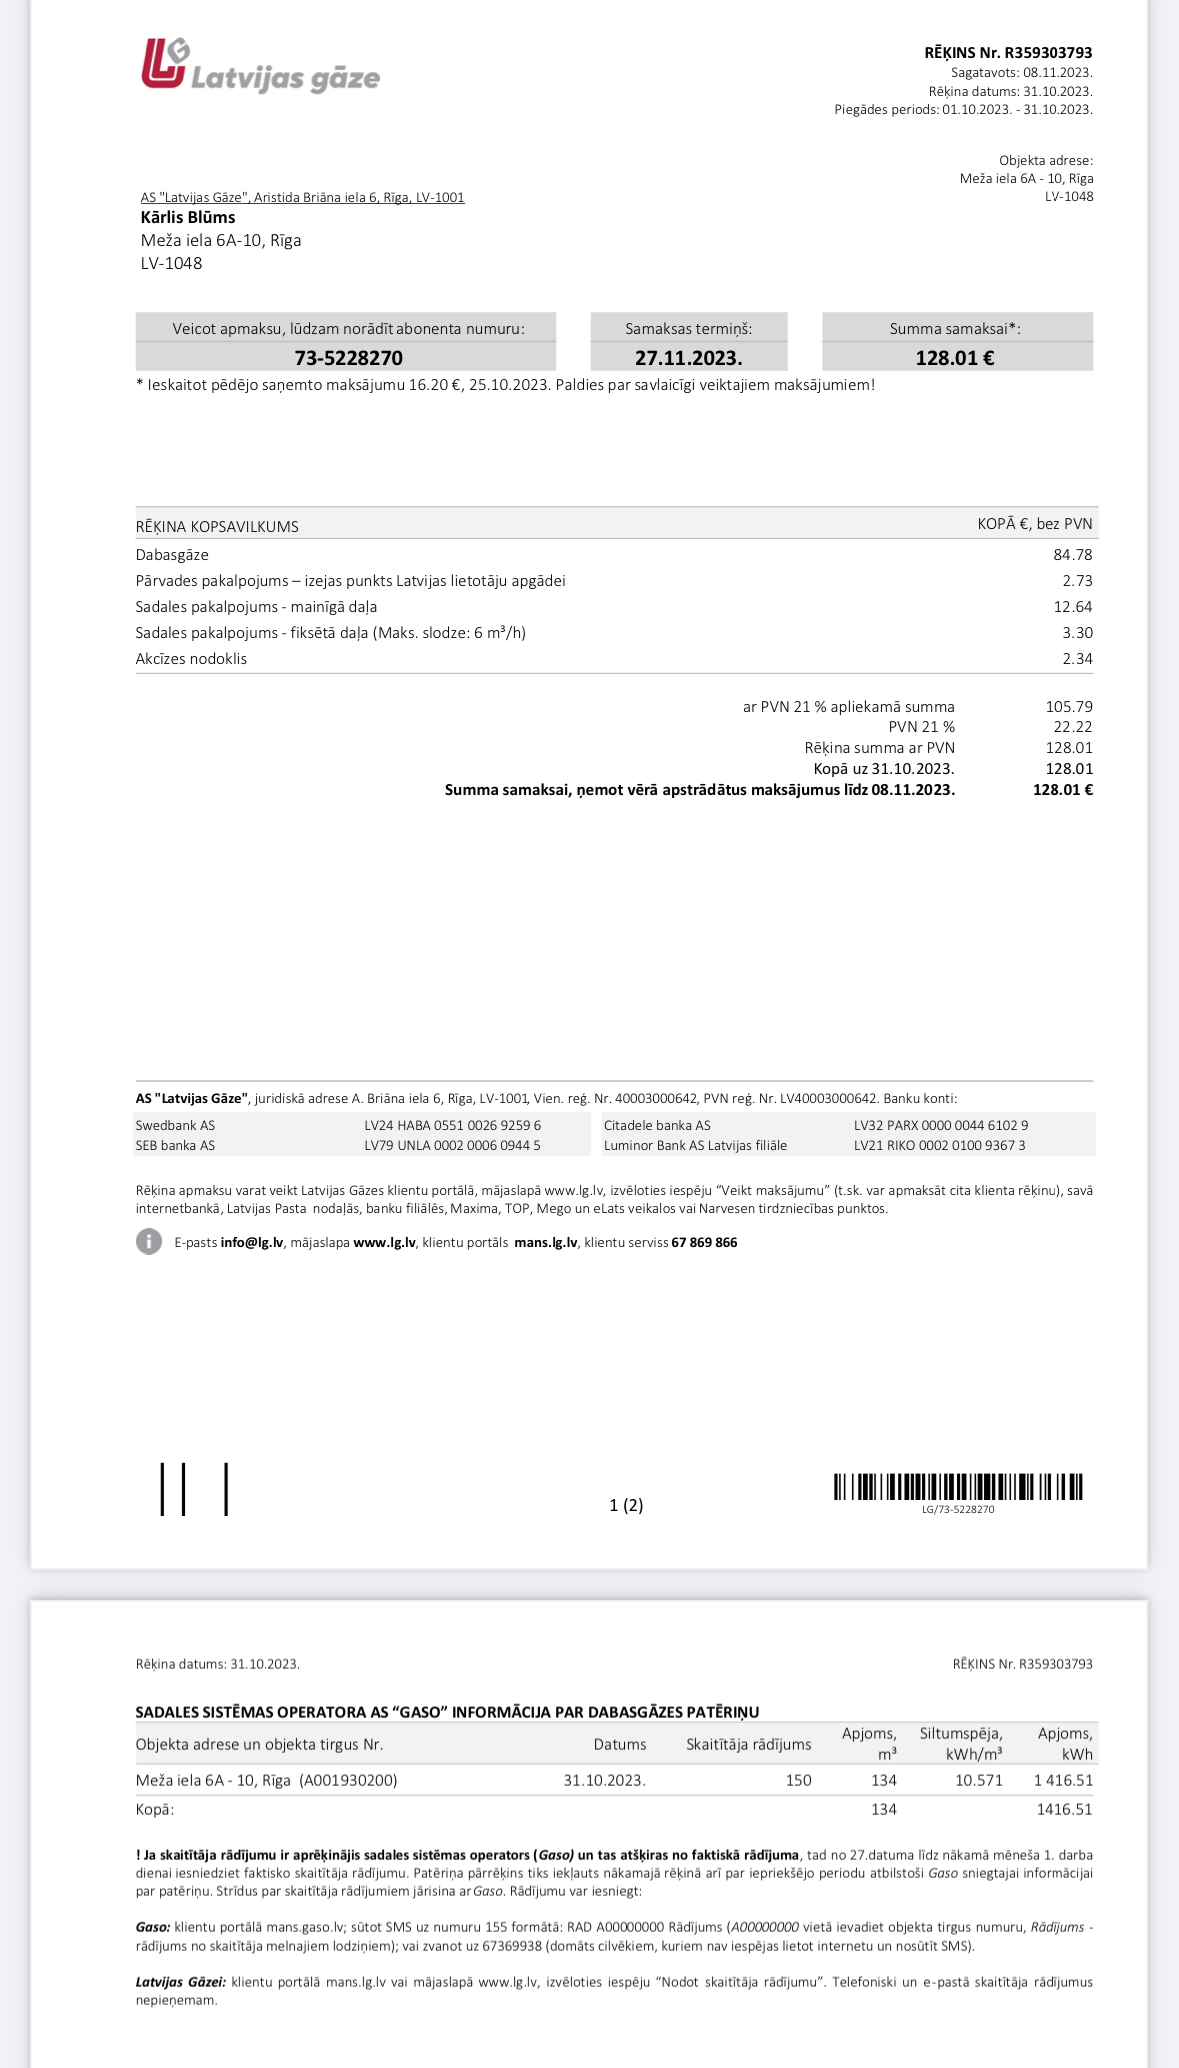 LG Latvijas gāze
RĒĶINS Nr. R359303793
Sagatavots: 08.11.2023.
Rēķina datums: 31.10.2023.
Piegādes periods: 01.10.2023. - 31.10.2023.
Objekta adrese:
Meža iela 6A - 10, Rīga
LV-1048
AS "Latvijas Gāze", Aristida Briāna iela 6, Rīga, LV-1001
Kārlis Blūms
Meža iela 6A-10, Rīga
LV-1048
Veicot apmaksu, lūdzam norādīt abonenta numuru:
73-5228270
Samaksas termiņš:
27.11.2023.
Summa samaksai*:
128.01 €
* Ieskaitot pēdējo saņemto maksājumu 16.20 €, 25.10.2023. Paldies par savlaicīgi veiktajiem maksājumiem!
RĒĶINA KOPSAVILKUMS KOPĀ €, bez PVN
Dabasgāze 84.78
Pārvades pakalpojums – izejas punkts Latvijas lietotāju apgādei 2.73
Sadales pakalpojums - mainīgā daļa 12.64
Sadales pakalpojums - fiksētā daļa (Maks. slodze: 6 m³/h) 3.30
Akcīzes nodoklis 2.34
ar PVN 21 % apliekamā summa 105.79
PVN 21 % 22.22
Rēķina summa ar PVN 128.01
Kopā uz 31.10.2023. 128.01
Summa samaksai, ņemot vērā apstrādātus maksājumus līdz 08.11.2023. 128.01 €
AS "Latvijas Gāze", juridiskā adrese A. Briāna iela 6, Rīga, LV-1001, Vien. reģ. Nr. 40003000642, PVN reģ. Nr. LV40003000642. Banku konti:
Swedbank AS LV24 HABA 0551 0026 9259 6 Citadele banka AS LV32 PARX 0000 0044 6102 9
SEB banka AS LV79 UNLA 0002 0006 0944 5 Luminor Bank AS Latvijas filiāle LV21 RIKO 0002 0100 9367 3
Rēķina apmaksu varat veikt Latvijas Gāzes klientu portālā, mājaslapā www.lg.lv, izvēloties iespēju “Veikt maksājumu” (t.sk. var apmaksāt cita klienta rēķinu), savā
internetbankā, Latvijas Pasta nodaļās, banku filiālēs, Maxima, TOP, Mego un eLats veikalos vai Narvesen tirdzniecības punktos.
E-pasts info@lg.lv, mājaslapa www.lg.lv, klientu portāls mans.lg.lv, klientu serviss 67 869 866
1 (2)
LG/73-5228270
Rēķina datums: 31.10.2023. RĒĶINS Nr. R359303793
SADALES SISTĒMAS OPERATORA AS “GASO” INFORMĀCIJA PAR DABASGĀZES PATĒRIŅU
Objekta adrese un objekta tirgus Nr. Datums Skaitītāja rādījums Apjoms, m³ Siltumspēja, kWh/m³ Apjoms, kWh
Meža iela 6A - 10, Rīga (A001930200) 31.10.2023. 150 134 10.571 1 416.51
Kopā: 134 1416.51
! Ja skaitītāja rādījumu ir aprēķinājis sadales sistēmas operators (Gaso) un tas atšķiras no faktiskā rādījuma, tad no 27.datuma līdz nākamā mēneša 1. darba
dienai iesniedziet faktisko skaitītāja rādījumu. Patēriņa pārrēķins tiks iekļauts nākamajā rēķinā arī par iepriekšējo periodu atbilstoši Gaso sniegtajai informācijai
par patēriņu. Strīdus par skaitītāja rādījumiem jārisina ar Gaso. Rādījumu var iesniegt:
Gaso: klientu portālā mans.gaso.lv; sūtot SMS uz numuru 155 formātā: RAD A00000000 Rādījums (A00000000 vietā ievadiet objekta tirgus numuru, Rādījums -
rādījums no skaitītāja melnajiem lodziņiem); vai zvanot uz 67369938 (domāts cilvēkiem, kuriem nav iespējas lietot internetu un nosūtīt SMS).
Latvijas Gāzei: klientu portālā mans.lg.lv vai mājaslapā www.lg.lv, izvēloties iespēju “Nodot skaitītāja rādījumu”. Telefoniski un e-pastā skaitītāja rādījumus
nepieņemam.